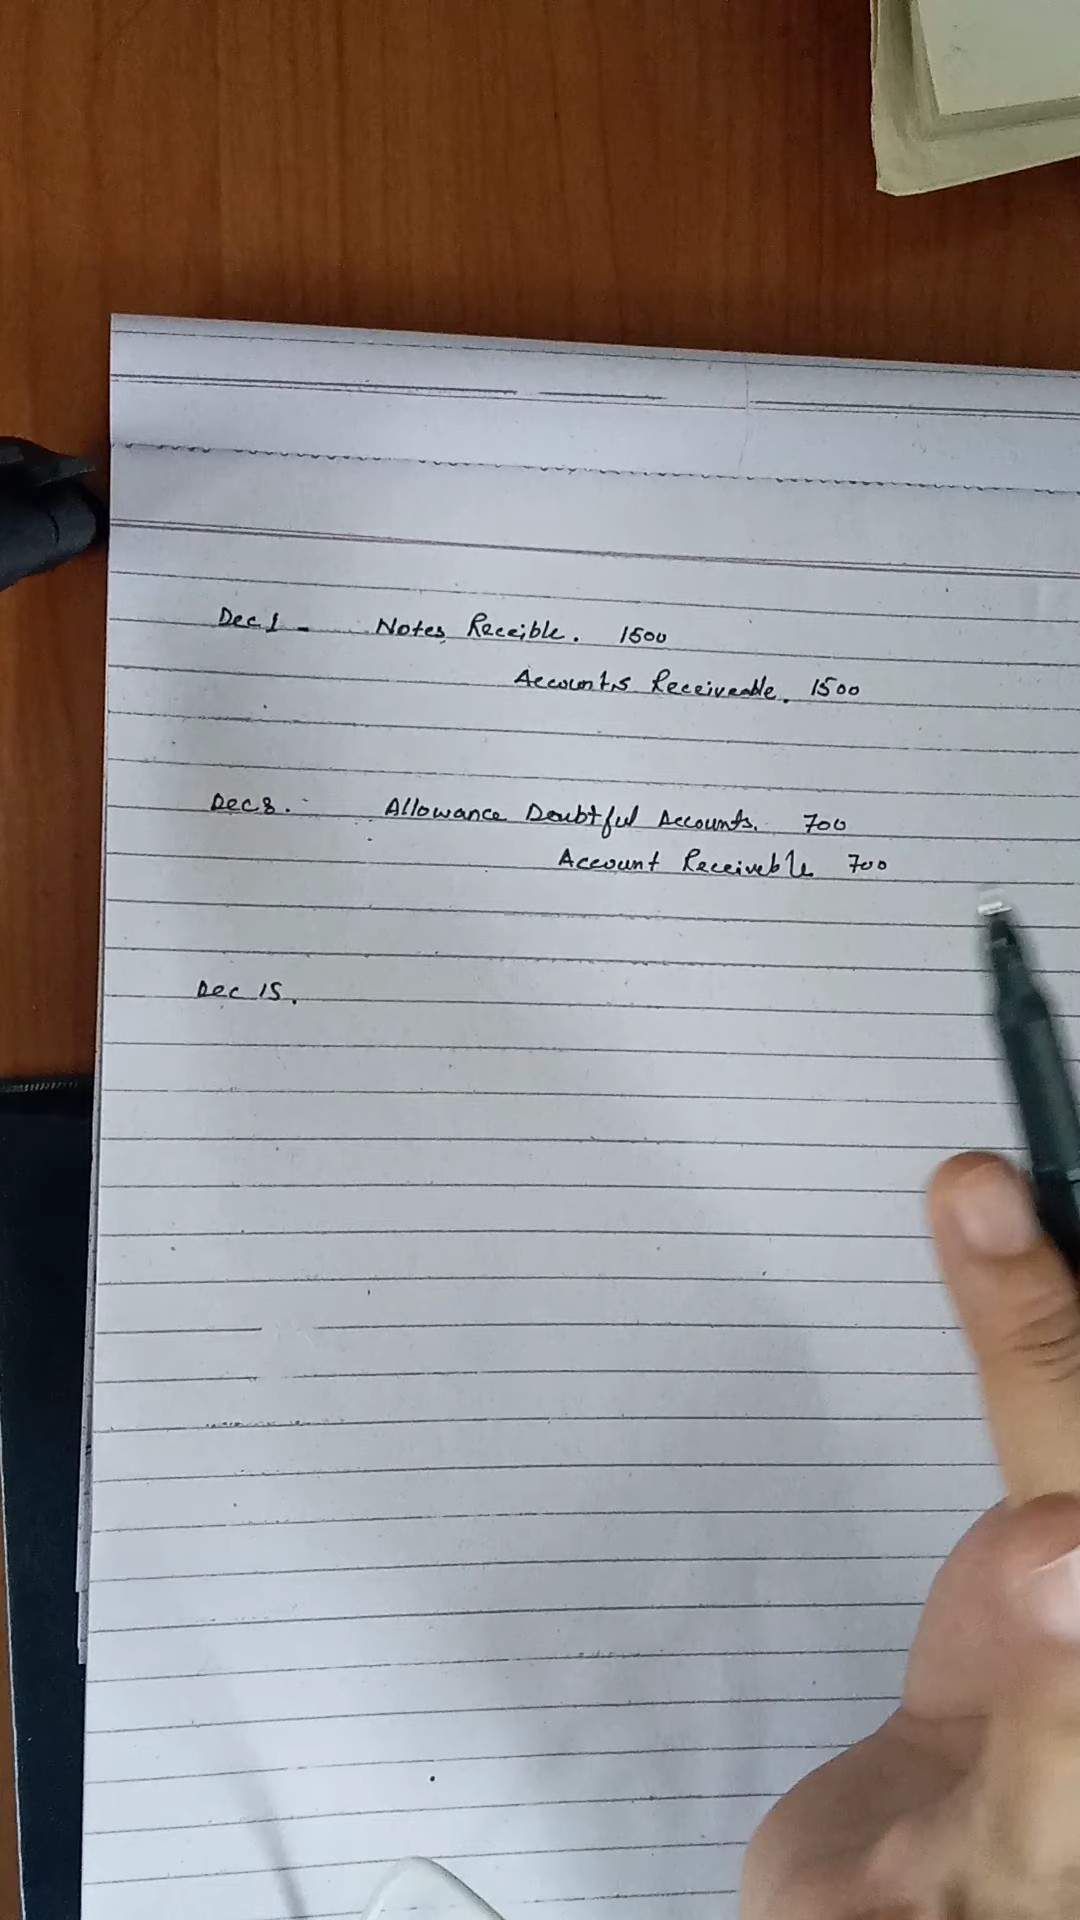 Dec 1 - Notes Receible. 1500
Accounts Receiveable. 1500
Dec 8. - Allowance Doubtful Accounts. 700
Account Receiveble 700
Dec 15.